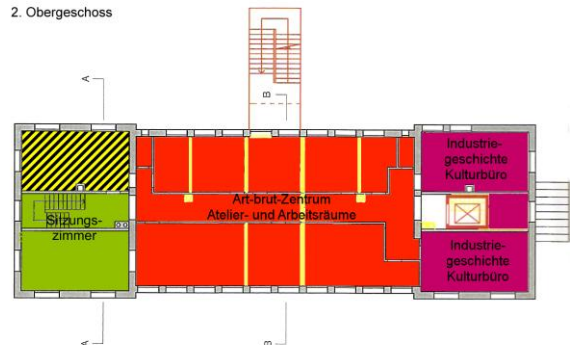 2. Obergeschoss
A
B
Industrie-
geschichte
Kulturbüro
Sitzungs-
zimmer
Art-brut-Zentrum
Atelier- und Arbeitsräume
Industrie-
geschichte
Kulturbüro
A
B